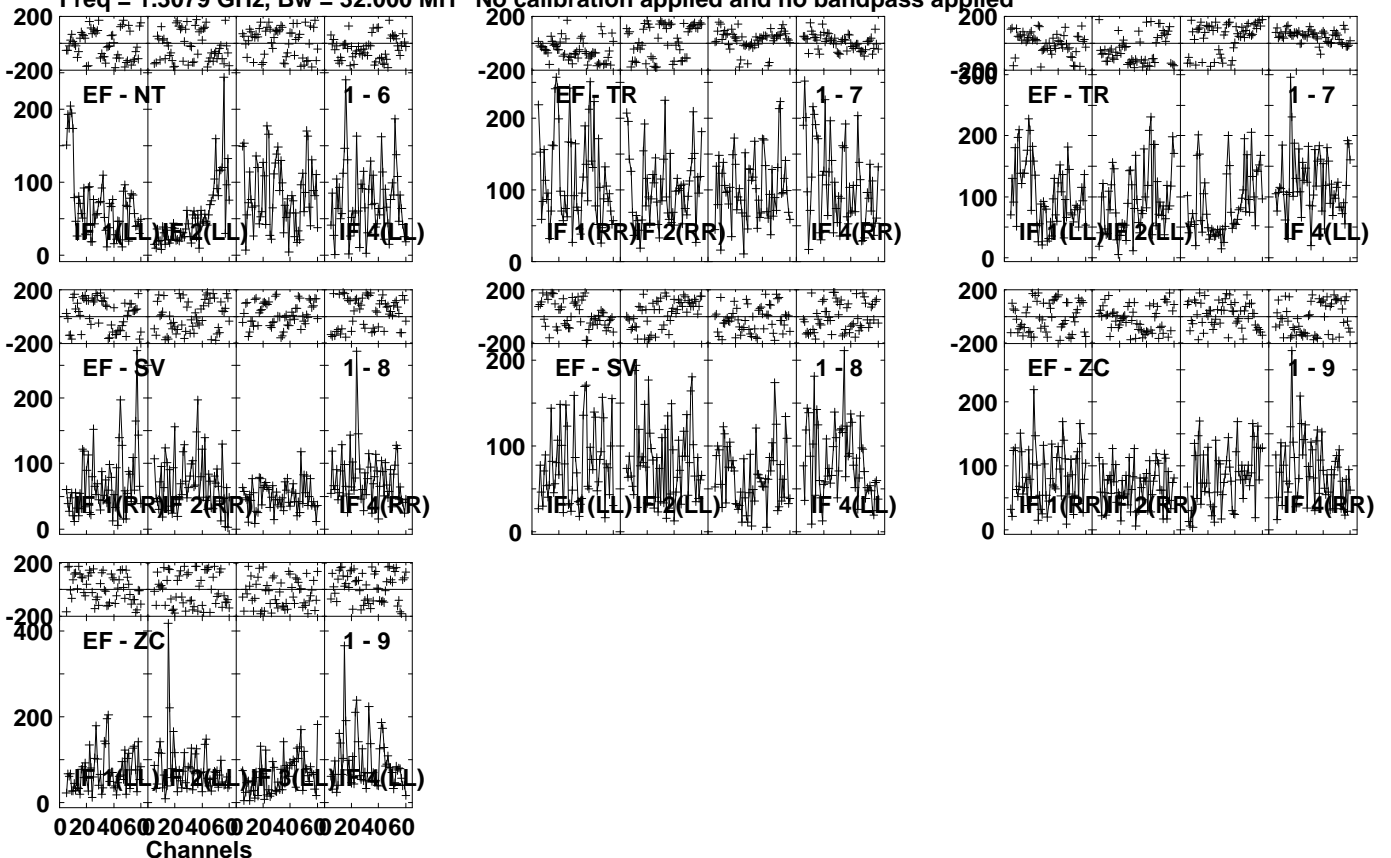 Freq = 1.3079 GHz, Bw = 32.000 MH No calibration applied and no bandpass applied
200
-200
EF - NT 1 - 6
200
100
0
IF 1(LL) IF 2(LL) IF 4(LL)
200
-200
EF - TR 1 - 7
200
100
0
IF 1(RR) IF 2(RR) IF 4(RR)
200
-200
300
EF - TR 1 - 7
200
100
0
IF 1(LL) IF 2(LL) IF 4(LL)
200
-200
EF - SV 1 - 8
200
100
0
IF 1(RR) IF 2(RR) IF 4(RR)
200
-200
200
EF - SV 1 - 8
100
0
IF 1(LL) IF 2(LL) IF 4(LL)
200
-200
EF - ZC 1 - 9
200
100
0
IF 1(RR) IF 2(RR) IF 4(RR)
200
-200
400
EF - ZC 1 - 9
200
0
IF 1(LL) IF 2(LL) IF 3(LL) IF 4(LL)
0 20 40 60 0 20 40 60 0 20 40 60 0 20 40 60
Channels